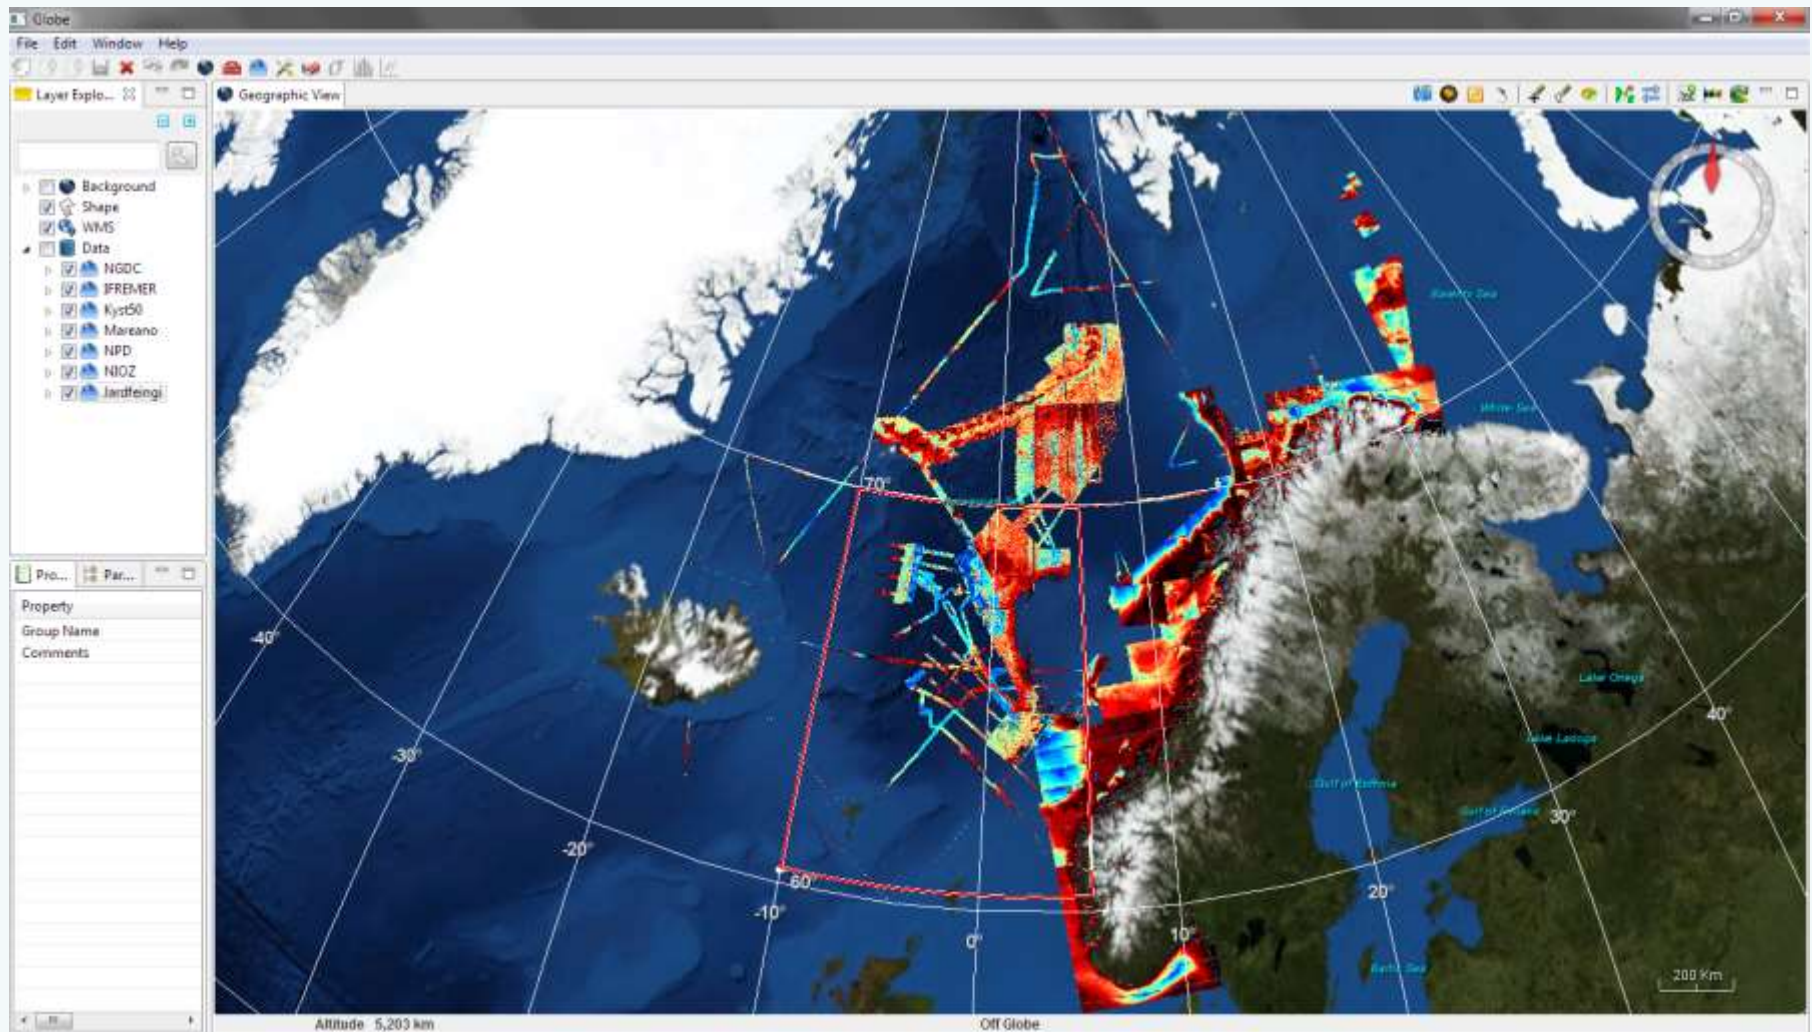 Globe
File Edit Window Help
Layer Explo...
Geographic View
Background
Shape
WMS
Data
NGDC
IFREMER
Kyst50
Mareano
NPD
NIOZ
Jardfeingi
Pro... Par...
Property
Group Name
Comments
Barents Sea
White Sea
70°
-40°
Lake Onega
40°
Lake Ladoga
-30°
Gulf of Bothnia
Gulf of Finland
30°
-20°
60°
20°
-10°
0°
10°
Baltic Sea
200 Km
Altitude 5,203 km
Off Globe